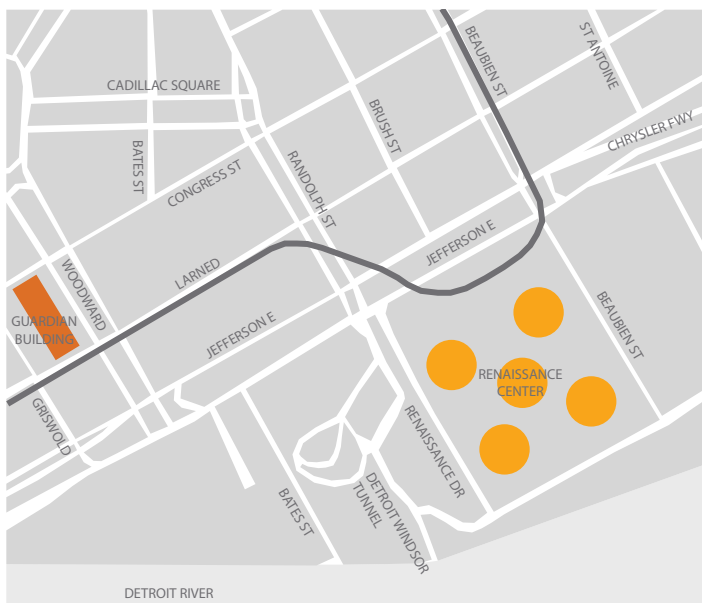 BEAUBIEN ST
ST ANTOINE
CADILLAC SQUARE
BRUSH ST
CHRYSLER FWY
BATES ST
RANDOLPH ST
CONGRESS ST
JEFFERSON E
LARNED
WOODWARD
BEAUBIEN ST
GUARDIAN
BUILDING
JEFFERSON E
RENAISSANCE
CENTER
GRISWOLD
RENAISSANCE DR
BATES ST
DETROIT WINDSOR
TUNNEL
DETROIT RIVER